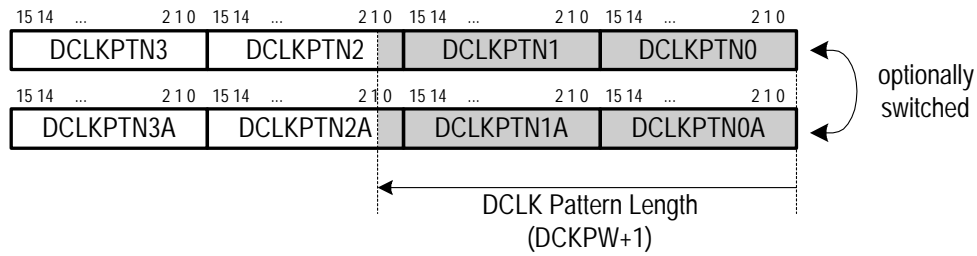 15 14 ... 2 1 0 15 14 ... 2 1 0 15 14 ... 2 1 0 15 14 ... 2 1 0
DCLKPTN3 DCLKPTN2 DCLKPTN1 DCLKPTN0
optionally
switched
15 14 ... 2 1 0 15 14 ... 2 1 0 15 14 ... 2 1 0 15 14 ... 2 1 0
DCLKPTN3A DCLKPTN2A DCLKPTN1A DCLKPTN0A
DCLK Pattern Length
(DCKPW+1)